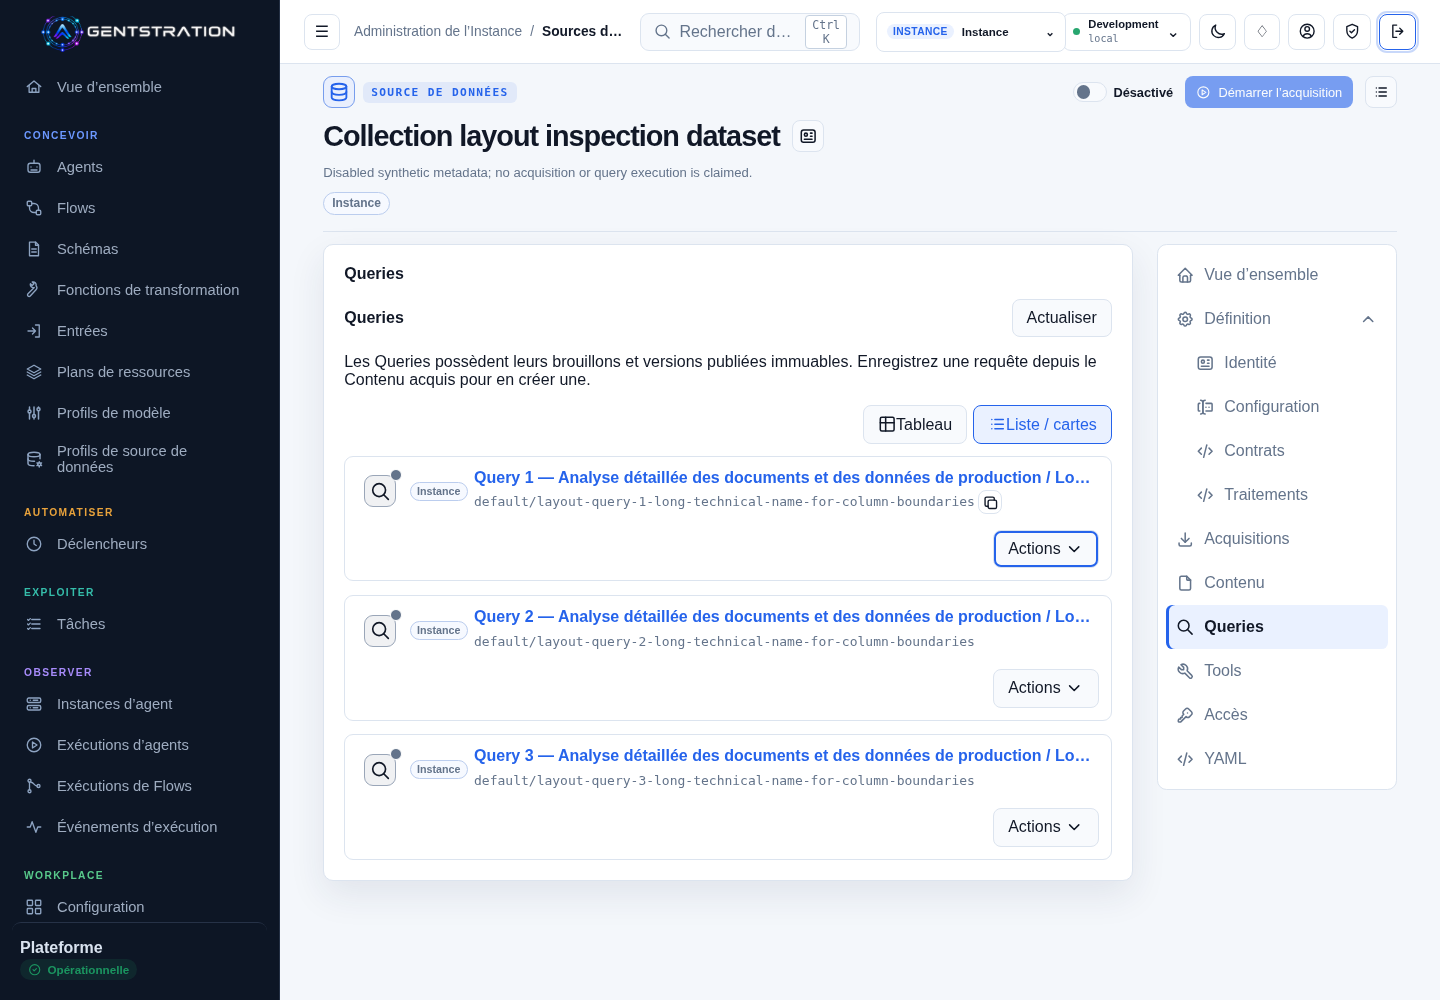 GENTSTRATION
Vue d’ensemble
CONCEVOIR
Agents
Flows
Schémas
Fonctions de transformation
Entrées
Plans de ressources
Profils de modèle
Profils de source de
données
AUTOMATISER
Déclencheurs
EXPLOITER
Tâches
OBSERVER
Instances d’agent
Exécutions d’agents
Exécutions de Flows
Événements d’exécution
WORKPLACE
Configuration
Plateforme
Opérationnelle
Administration de l’Instance / Sources d…
Rechercher d…
Ctrl
K
INSTANCE Instance
Development
local
SOURCE DE DONNÉES
Désactivé
Démarrer l’acquisition
Collection layout inspection dataset
Disabled synthetic metadata; no acquisition or query execution is claimed.
Instance
Queries
Queries
Actualiser
Les Queries possèdent leurs brouillons et versions publiées immuables. Enregistrez une requête depuis le
Contenu acquis pour en créer une.
Tableau
Liste / cartes
Instance
Query 1 — Analyse détaillée des documents et des données de production / Lo…
default/layout-query-1-long-technical-name-for-column-boundaries
Actions
Instance
Query 2 — Analyse détaillée des documents et des données de production / Lo…
default/layout-query-2-long-technical-name-for-column-boundaries
Actions
Instance
Query 3 — Analyse détaillée des documents et des données de production / Lo…
default/layout-query-3-long-technical-name-for-column-boundaries
Actions
Vue d’ensemble
Définition
Identité
Configuration
Contrats
Traitements
Acquisitions
Contenu
Queries
Tools
Accès
YAML